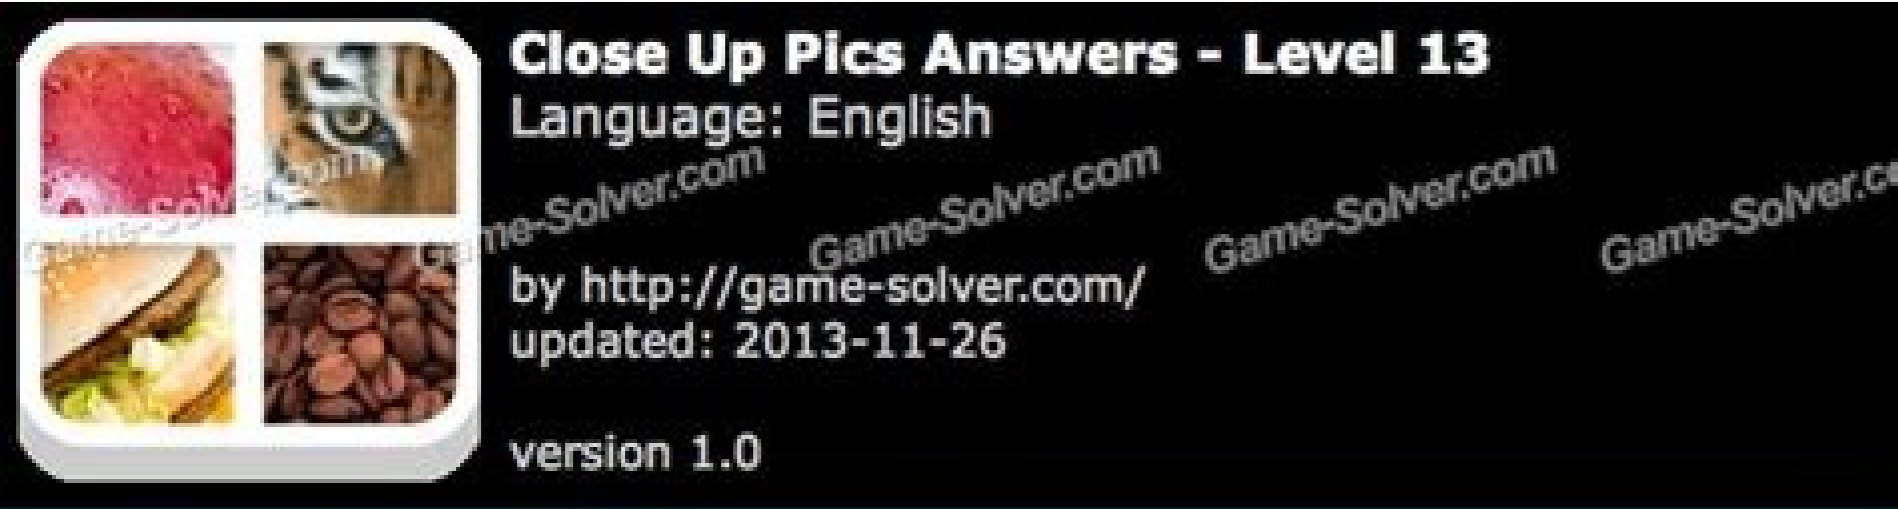 Close Up Pics Answers - Level 13
Language: English
Game-Solver.com Game-Solver.com Game-Solver.com Game-Solver.com
by http://game-solver.com/
updated: 2013-11-26
version 1.0